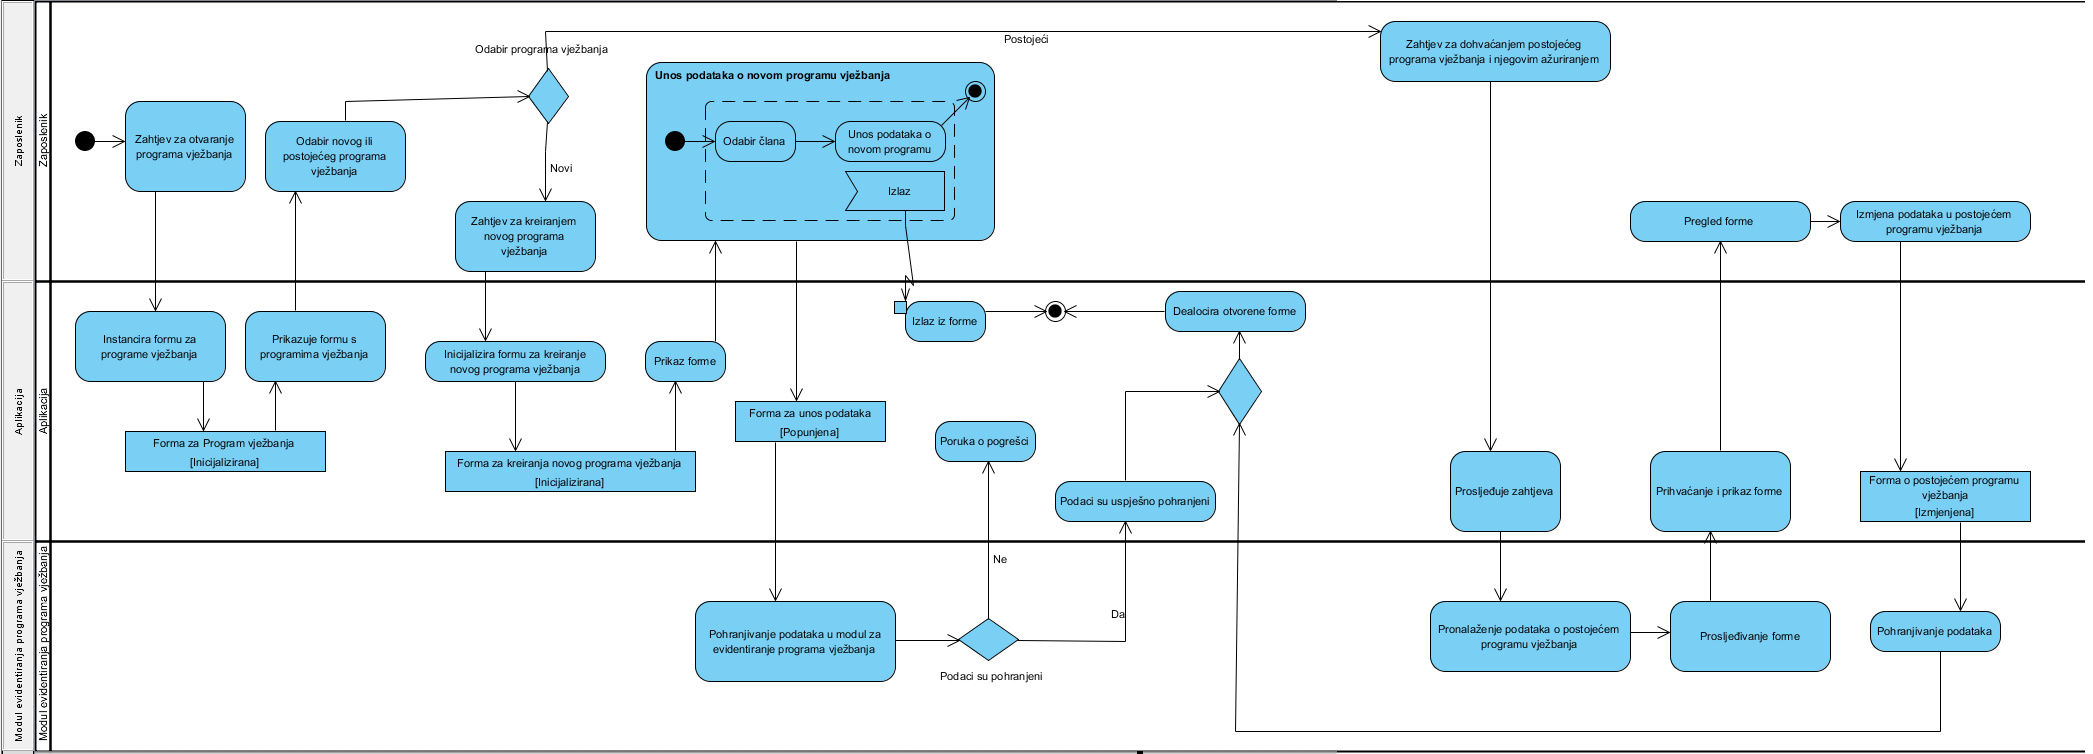 Zaposlenik
Zaposlenik
Odabir programa vježbanja
Postojeći
Zahtjev za dohvaćanjem postojećeg
programa vježbanja i njegovim ažuriranjem
Unos podataka o novom programu vježbanja
Zahtjev za otvaranje
programa vježbanja
Odabir novog ili
postojećeg programa
vježbanja
Odabir člana
Unos podataka o
novom programu
Novi
Izlaz
Zahtjev za kreiranjem
novog programa
vježbanja
Pregled forme
Izmjena podataka u postojećem
programu vježbanja
Aplikacija
Aplikacija
Instancira formu za
programe vježbanja
Prikazuje formu s
programima vježbanja
Inicijalizira formu za kreiranje
novog programa vježbanja
Prikaz forme
Izlaz iz forme
Dealocira otvorene forme
Forma za Program vježbanja
[Inicijalizirana]
Forma za kreiranja novog programa vježbanja
[Inicijalizirana]
Forma za unos podataka
[Popunjena]
Poruka o pogrešci
Podaci su uspješno pohranjeni
Prosljeđuje zahtjeva
Prihvaćanje i prikaz forme
Forma o postojećem programu
vježbanja
[Izmjenjena]
Modul evidentiranja programa vježbanja
Modul evidentiranja programa vježbanja
Ne
Da
Pohranjivanje podataka u modul za
evidentiranje programa vježbanja
Podaci su pohranjeni
Pronalaženje podataka o postojećem
programu vježbanja
Prosljeđivanje forme
Pohranjivanje podataka